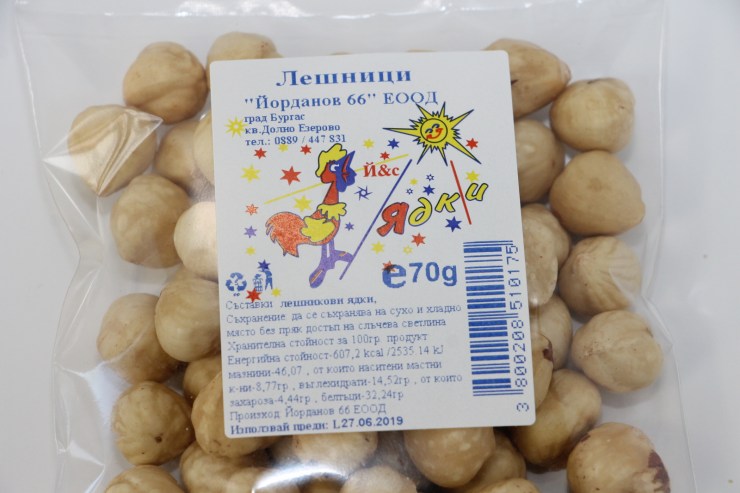 Лешници
"Йорданов 66" ЕООД
град Бургас
кв.Долно Езерово
тел.: 0889 / 447 831
Й&с
Ядки
e70g
Съставки лешникови ядки,
Съхранение да се съхранява на сухо и хладно
място без пряк достъп на слънчева светлина
Хранителна стойност за 100гр. продукт
Енергийна стойност-607,2 kcal /2535.14 kJ
мазнини-46,07 , от които наситени мастни
к-ни-8,77гр , въглехидрати-14,52гр , от които
захароза-4,44гр , белтъци-32,24гр
Произход Йорданов 66 ЕООД
Използвай преди: L27.06.2019
3 800208 510175